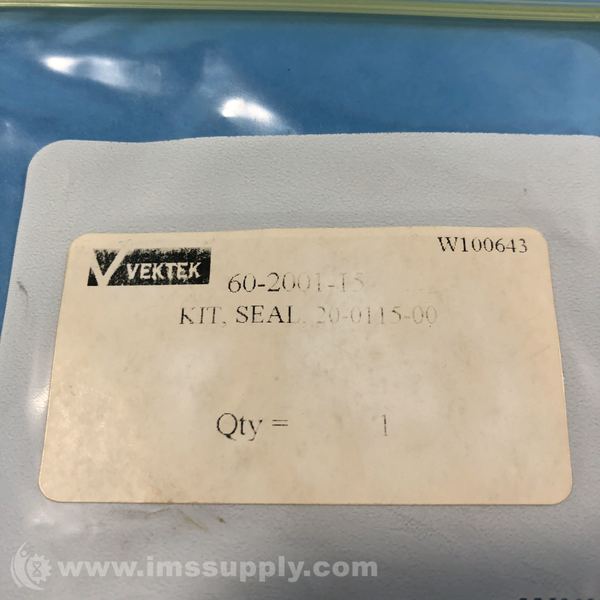 W100643
VEKTEK
60-2001-15
KIT, SEAL, 20-0115-00
Qty = 1
www.imssupply.com